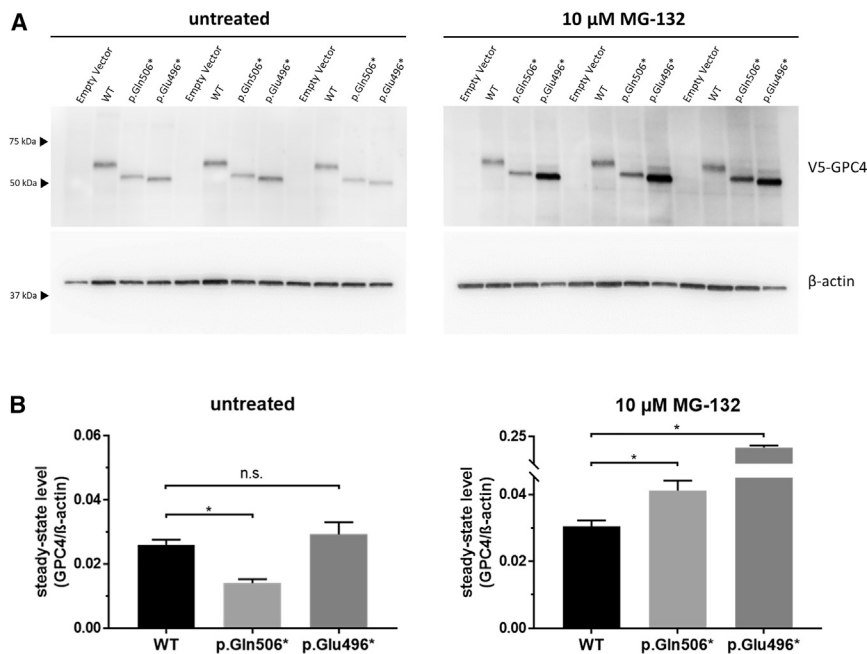 A
untreated
10 µM MG-132
Empty Vector WT p.Gln506* p.Glu496* Empty Vector WT p.Gln506* p.Glu496* Empty Vector WT p.Gln506* p.Glu496*
Empty Vector WT p.Gln506* p.Glu496* Empty Vector WT p.Gln506* p.Glu496* Empty Vector WT p.Gln506* p.Glu496*
75 kDa
50 kDa
V5-GPC4
37 kDa
β-actin
B
untreated
steady-state level
(GPC4/ß-actin)
0.06
0.04
0.02
0.00
n.s.
*
WT p.Gln506* p.Glu496*
10 µM MG-132
steady-state level
(GPC4/ß-actin)
0.25
0.04
0.02
0.00
*
*
WT p.Gln506* p.Glu496*